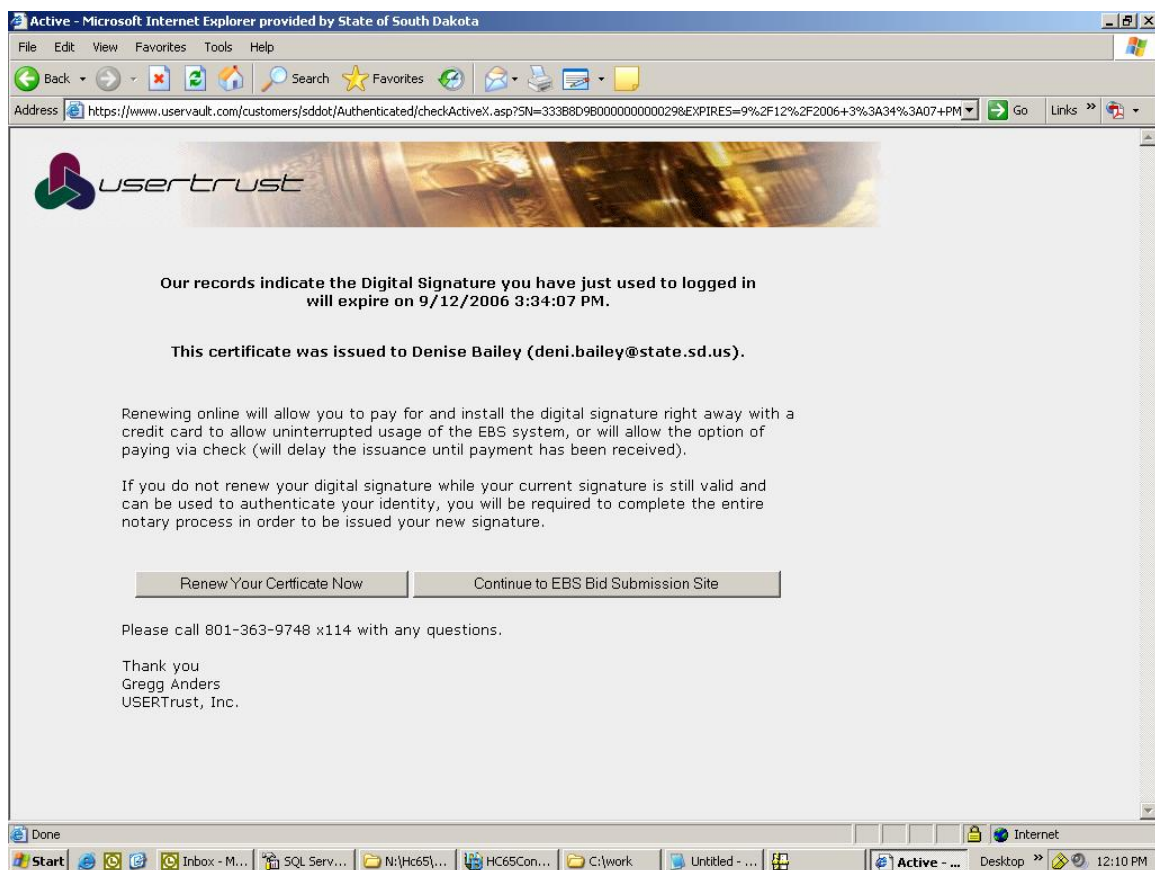 Active - Microsoft Internet Explorer provided by State of South Dakota
File Edit View Favorites Tools Help
Back Search Favorites
Address https://www.uservault.com/customers/sddot/Authenticated/checkActiveX.asp?SN=333B8D9B000000000029&EXPIRES=9%2F12%2F2006+3%3A34%3A07+PM Go Links »
usertrust
Our records indicate the Digital Signature you have just used to logged in
will expire on 9/12/2006 3:34:07 PM.
This certificate was issued to Denise Bailey (deni.bailey@state.sd.us).
Renewing online will allow you to pay for and install the digital signature right away with a
credit card to allow uninterrupted usage of the EBS system, or will allow the option of
paying via check (will delay the issuance until payment has been received).
If you do not renew your digital signature while your current signature is still valid and
can be used to authenticate your identity, you will be required to complete the entire
notary process in order to be issued your new signature.
Renew Your Certficate Now Continue to EBS Bid Submission Site
Please call 801-363-9748 x114 with any questions.
Thank you
Gregg Anders
USERTrust, Inc.
Done Internet
Start Inbox - M... SQL Serv... N:\Hc65\... HC65Con... C:\work Untitled - ... Active - ... Desktop » 12:10 PM